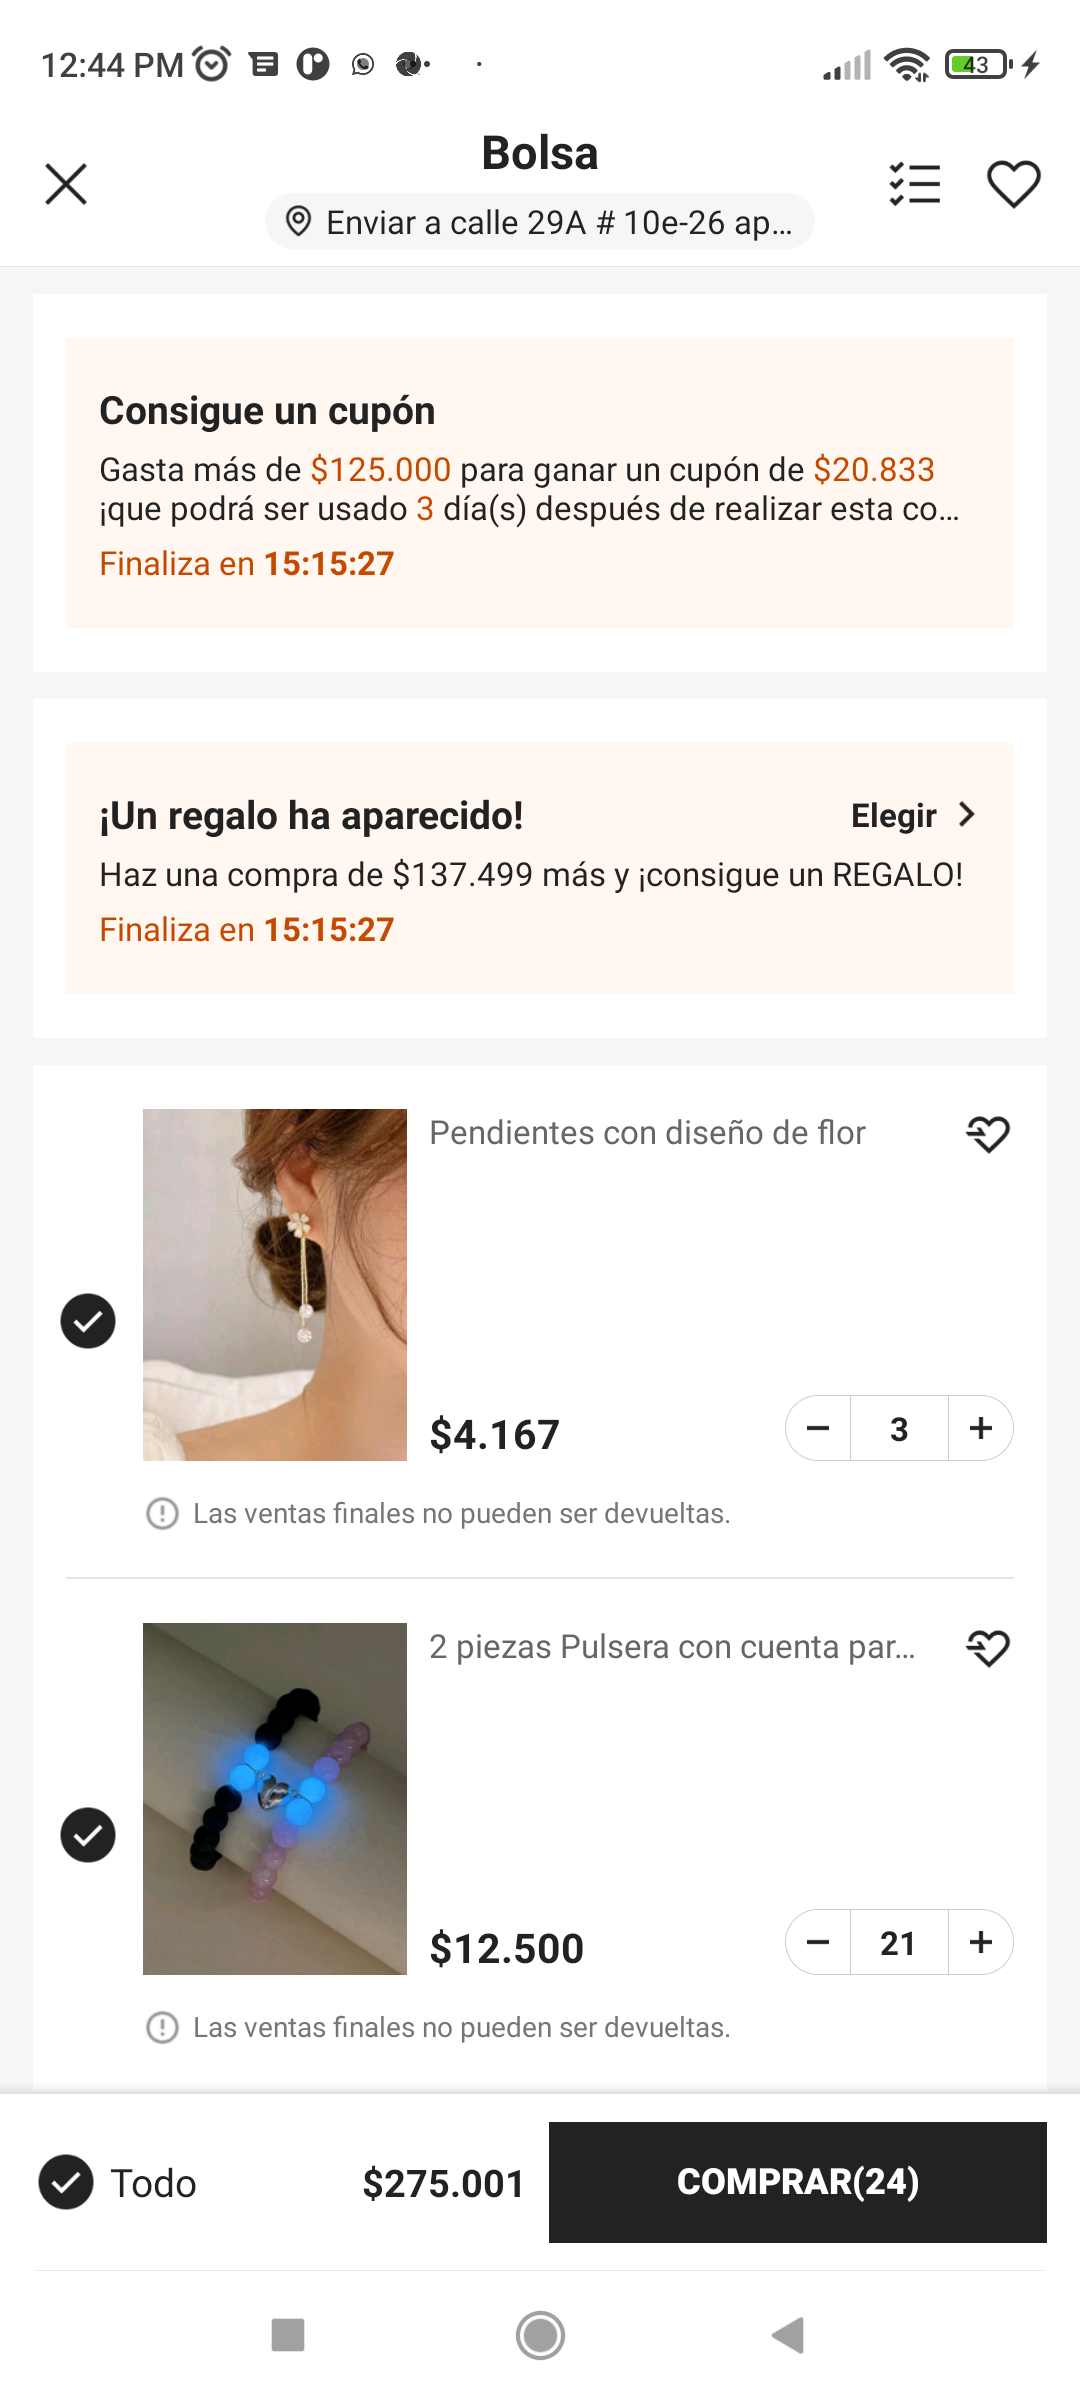 12:44 PM
43
Bolsa
Enviar a calle 29A # 10e-26 ap...
Consigue un cupón
Gasta más de $125.000 para ganar un cupón de $20.833
¡que podrá ser usado 3 día(s) después de realizar esta co...
Finaliza en 15:15:27
¡Un regalo ha aparecido!
Elegir
Haz una compra de $137.499 más y ¡consigue un REGALO!
Finaliza en 15:15:27
Pendientes con diseño de flor
$4.167
3
Las ventas finales no pueden ser devueltas.
2 piezas Pulsera con cuenta par...
$12.500
21
Las ventas finales no pueden ser devueltas.
Todo
$275.001
COMPRAR(24)